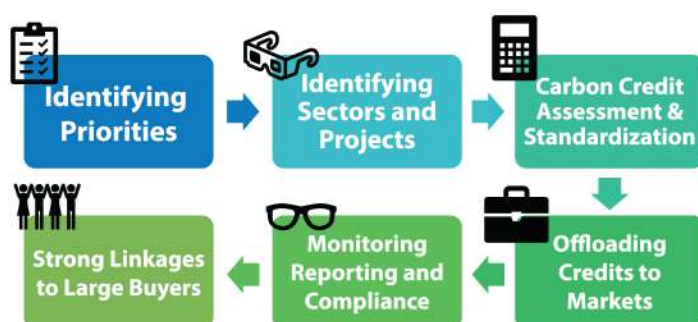 Identifying
Priorities
Identifying
Sectors and
Projects
Carbon Credit
Assessment &
Standardization
Offloading
Credits to
Markets
Monitoring
Reporting and
Compliance
Strong Linkages
to Large Buyers